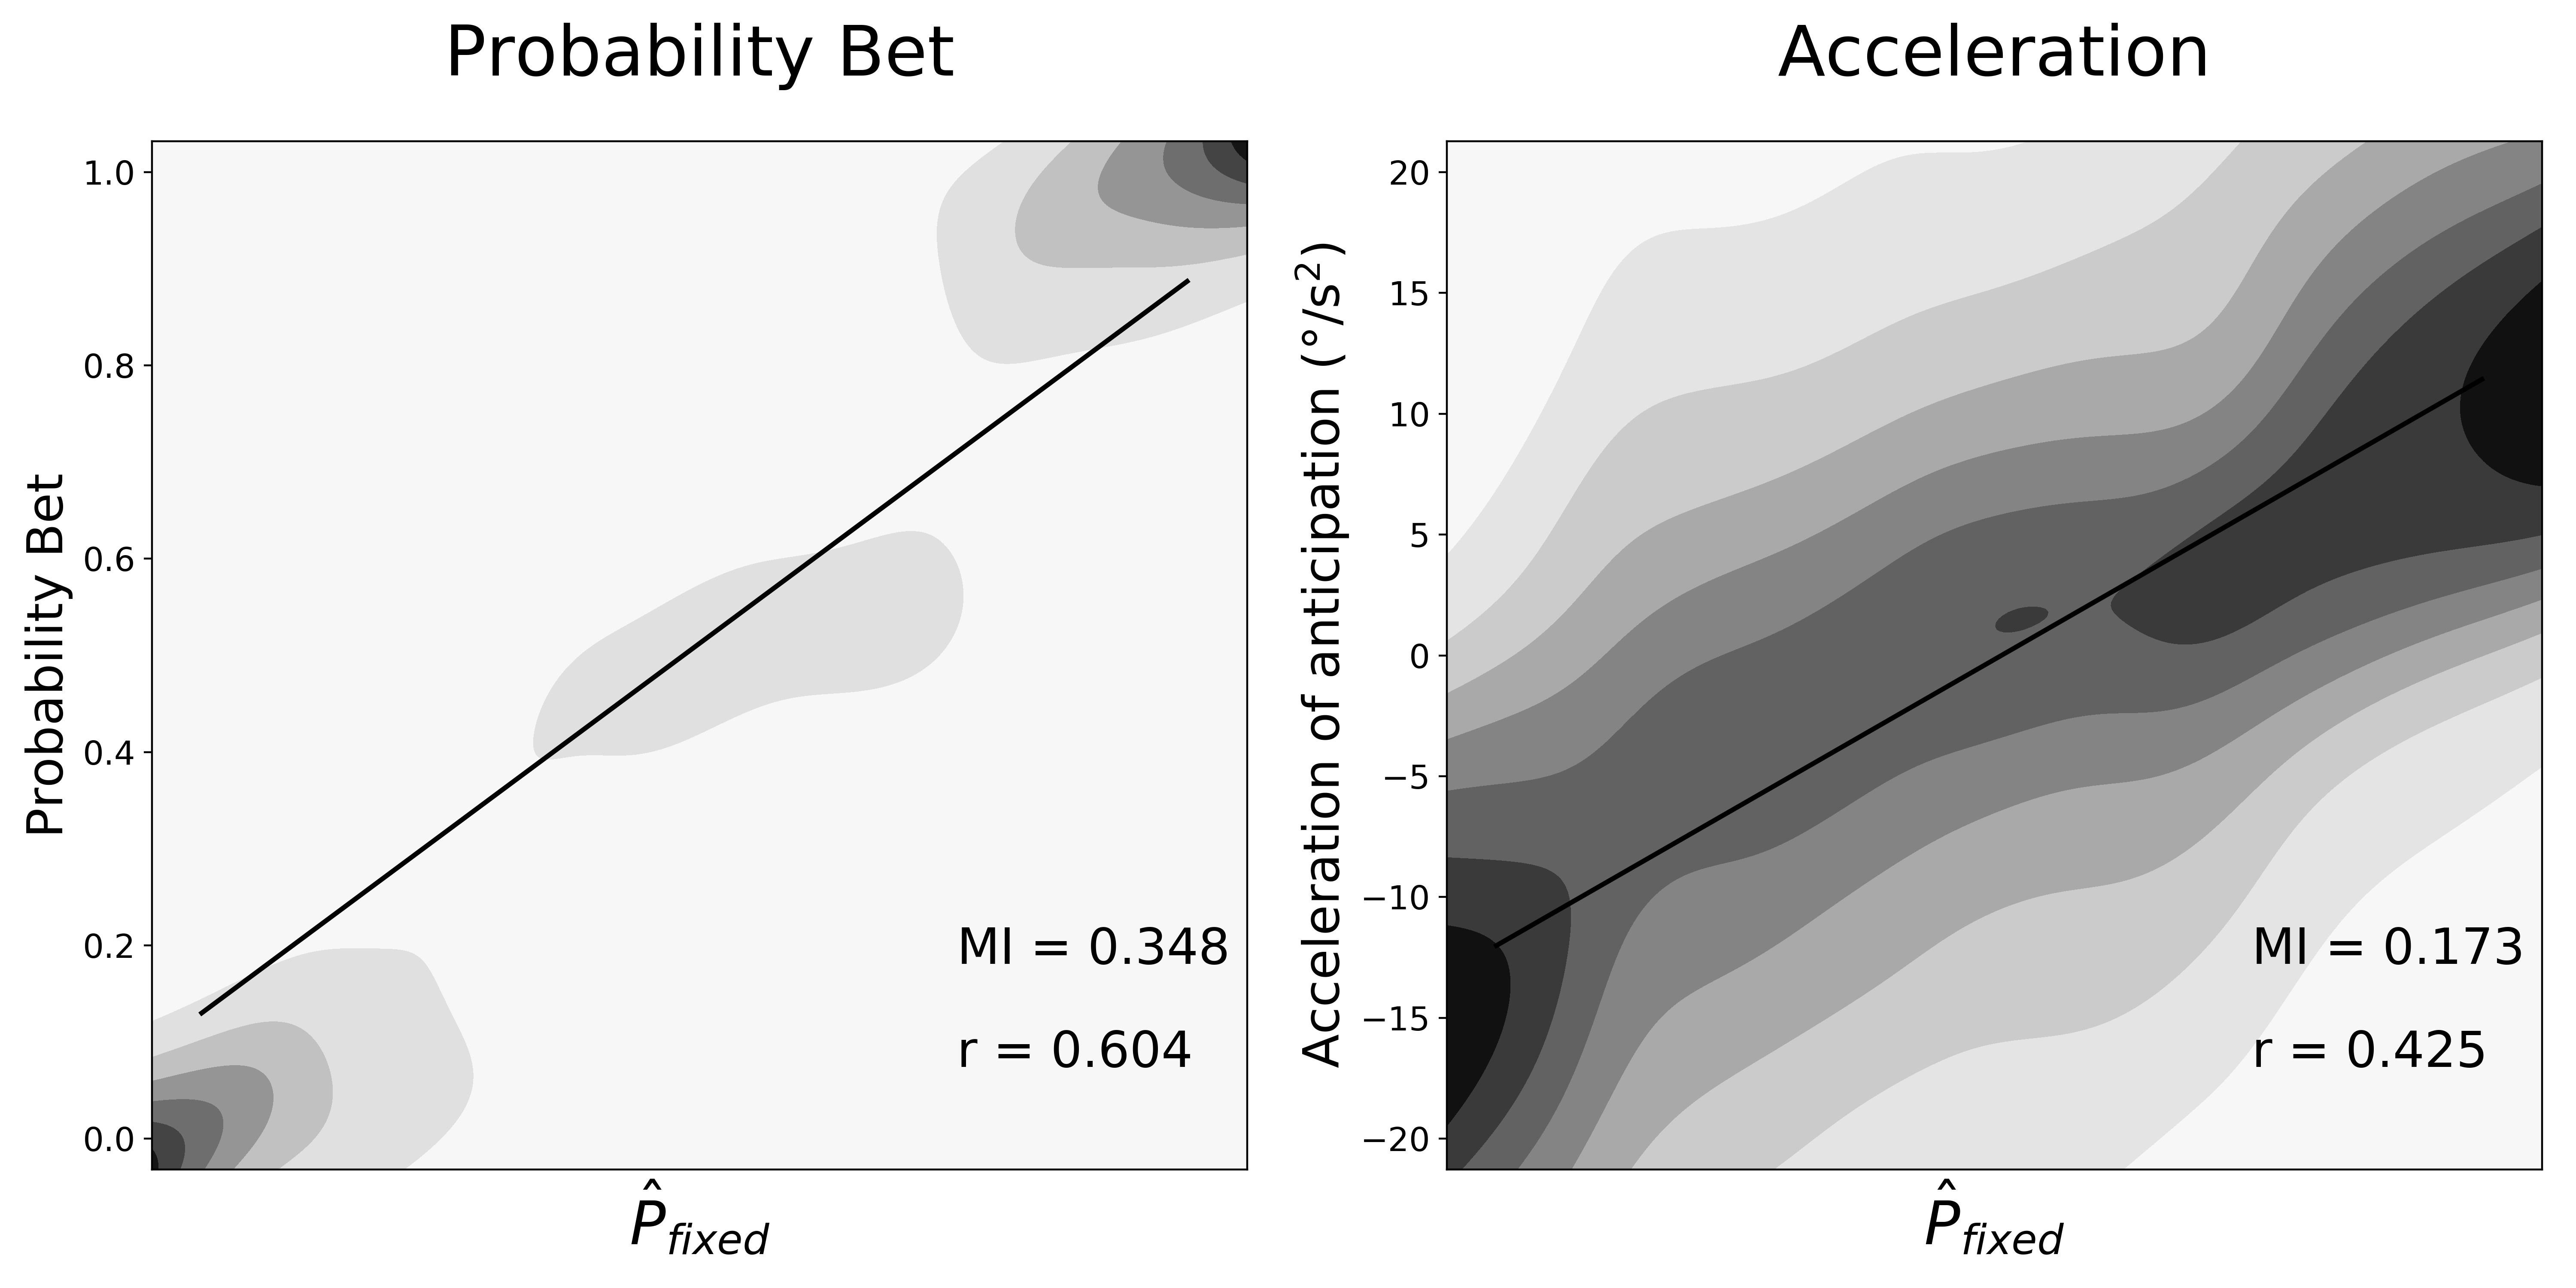 Probability Bet
Probability Bet
1.0
0.8
0.6
0.4
0.2
0.0
MI = 0.348
r = 0.604
P̂fixed
Acceleration
Acceleration of anticipation (°/s²)
20
15
10
5
0
−5
−10
−15
−20
MI = 0.173
r = 0.425
P̂fixed